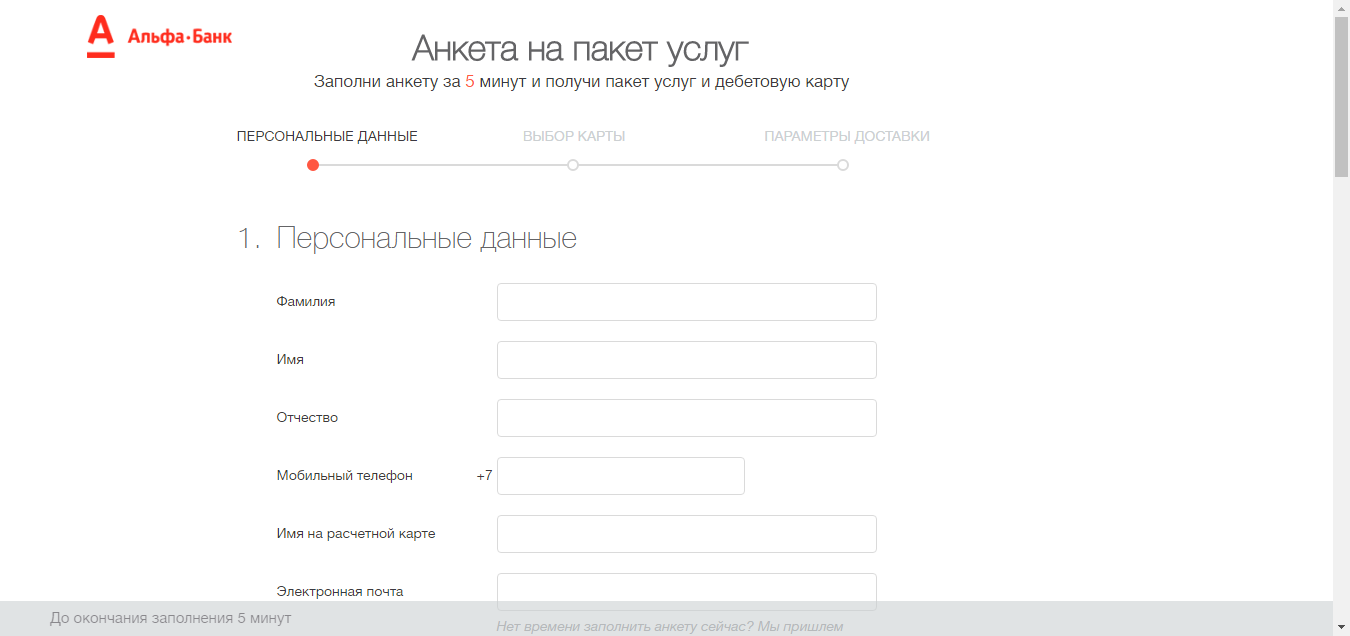 Альфа·Банк
Анкета на пакет услуг
Заполни анкету за 5 минут и получи пакет услуг и дебетовую карту
ПЕРСОНАЛЬНЫЕ ДАННЫЕ ВЫБОР КАРТЫ ПАРАМЕТРЫ ДОСТАВКИ
1. Персональные данные
Фамилия
Имя
Отчество
Мобильный телефон +7
Имя на расчетной карте
Электронная почта
До окончания заполнения 5 минут
Нет времени заполнить анкету сейчас? Мы пришлем